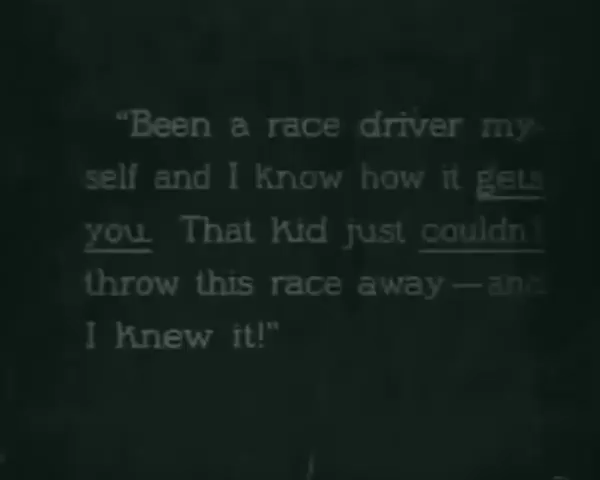 "Been a race driver my-
self and I know how it gets
you. That kid just couldn't
throw this race away—and
I knew it!"